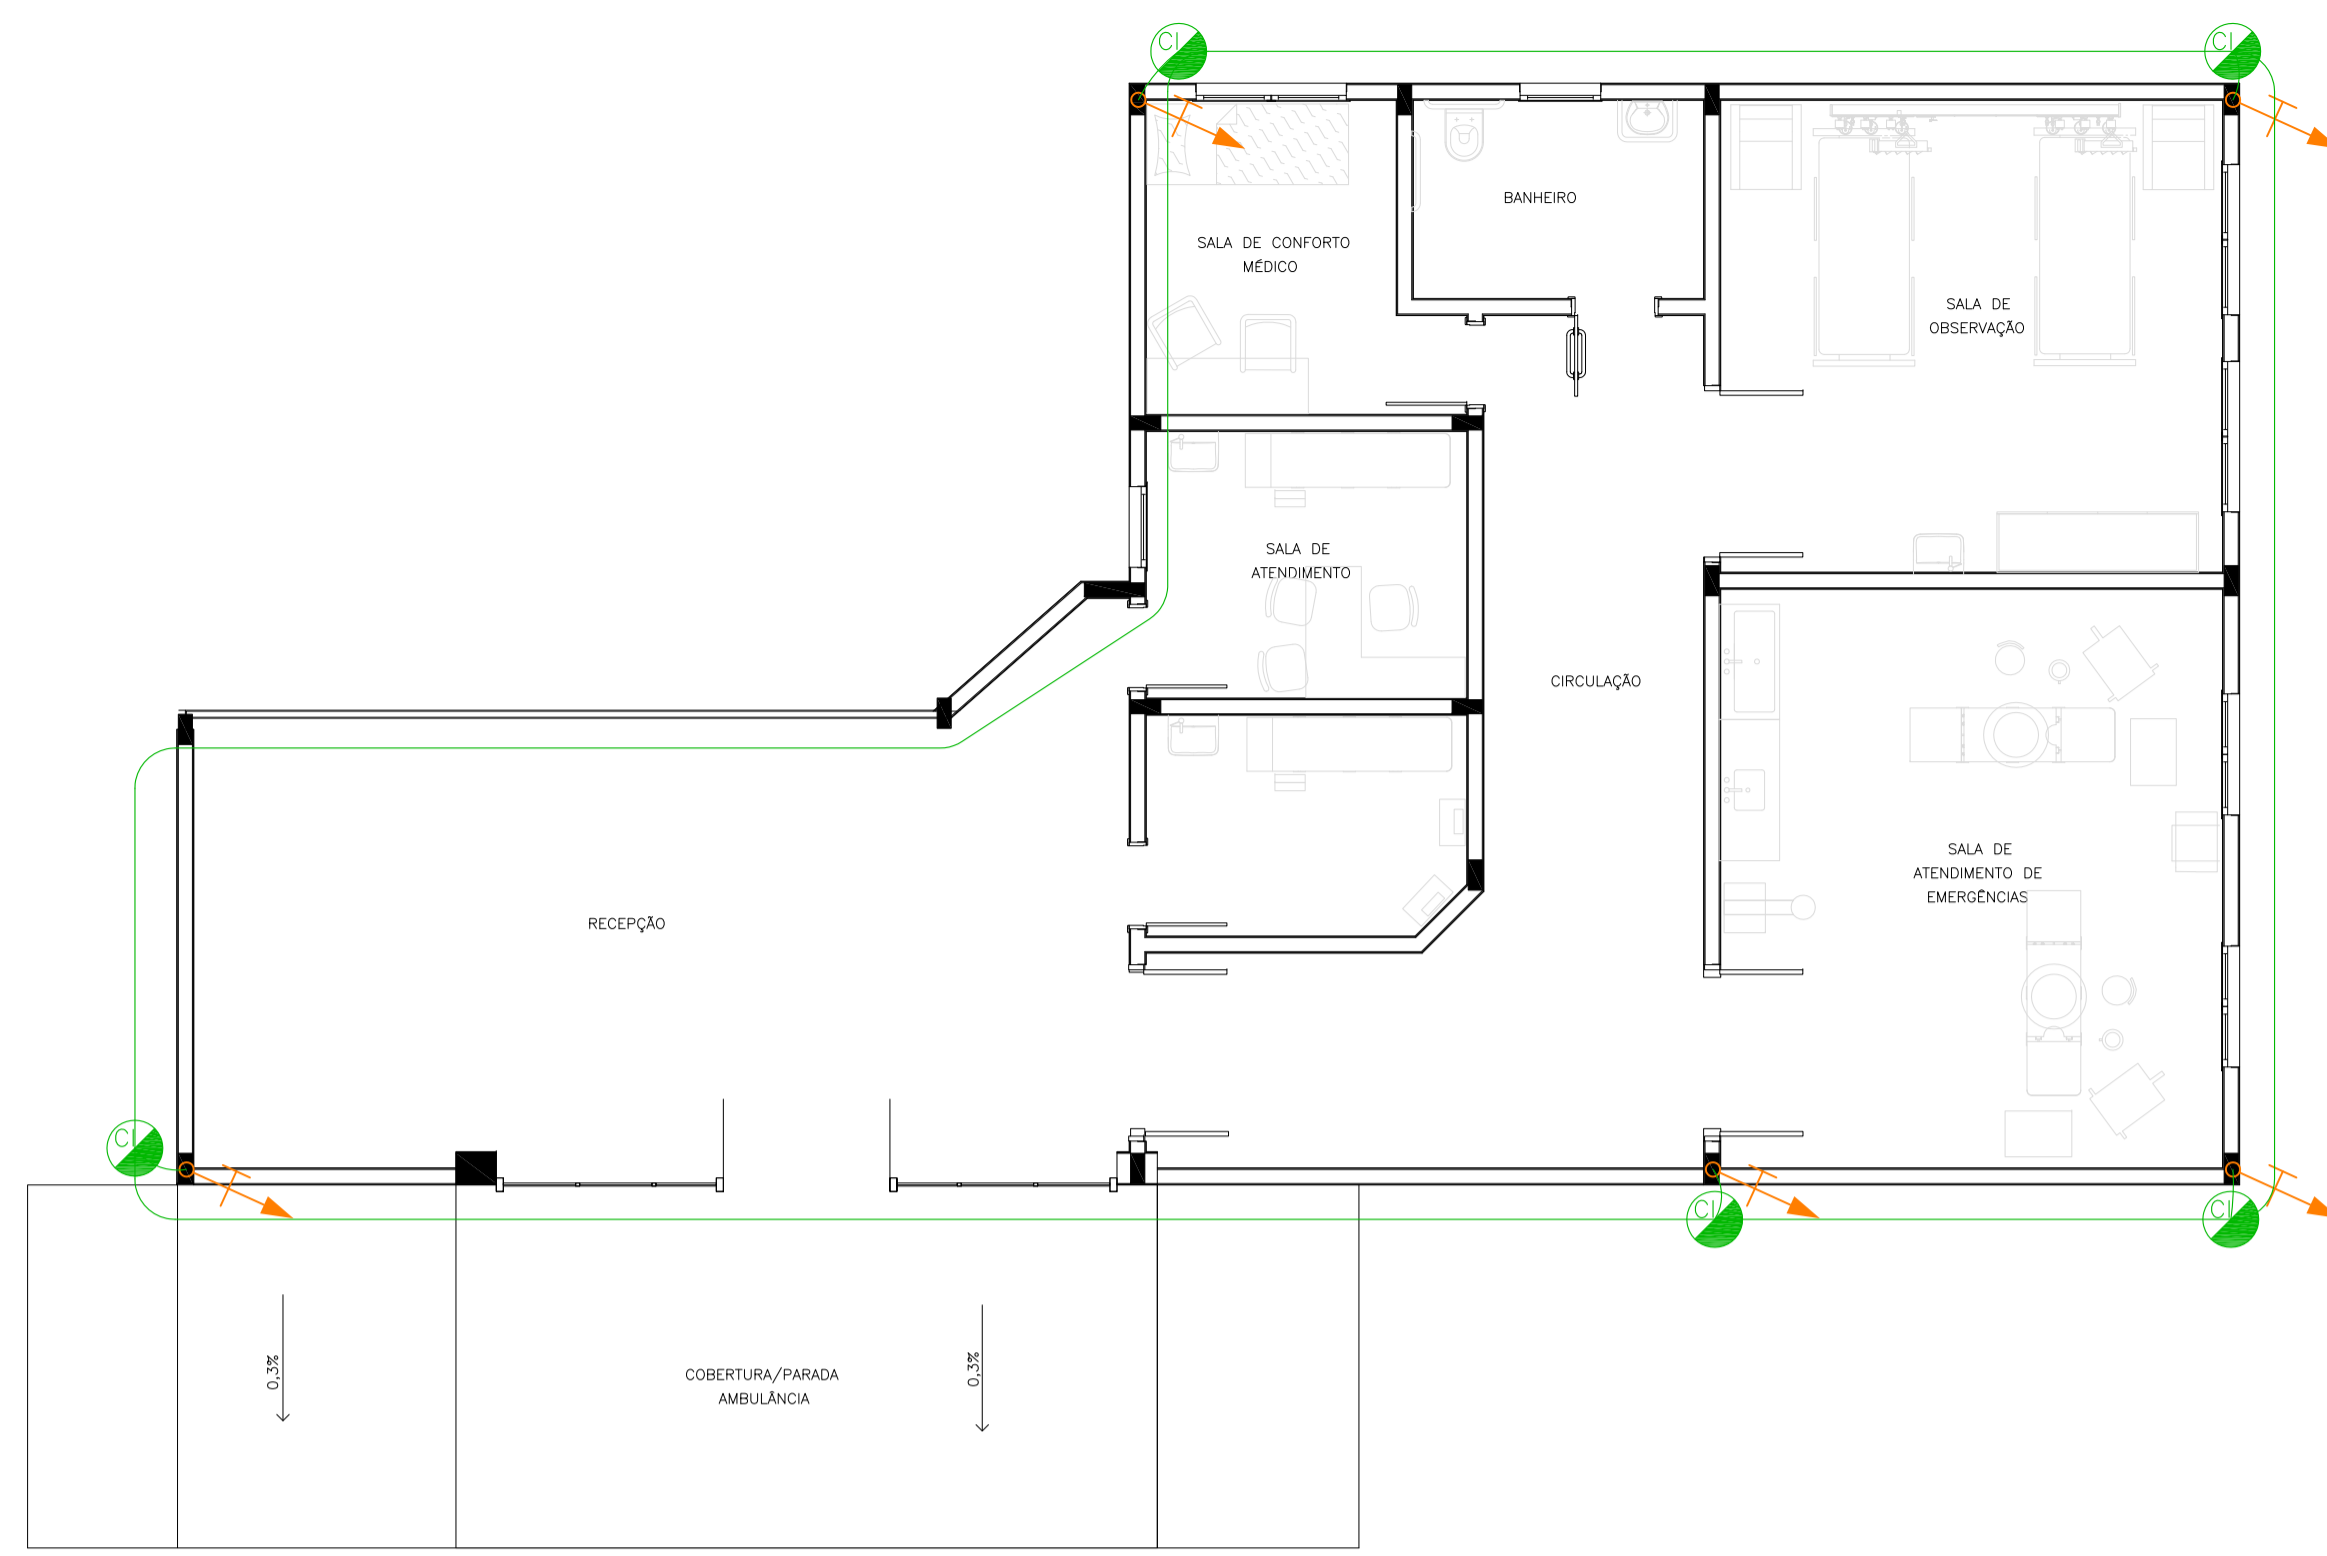 CI
CI
BANHEIRO
SALA DE CONFORTO
MÉDICO
SALA DE
OBSERVAÇÃO
SALA DE
ATENDIMENTO
CIRCULAÇÃO
SALA DE
ATENDIMENTO DE
EMERGÊNCIAS
RECEPÇÃO
CI
CI
CI
0,3%
0,3%
COBERTURA/PARADA
AMBULÂNCIA